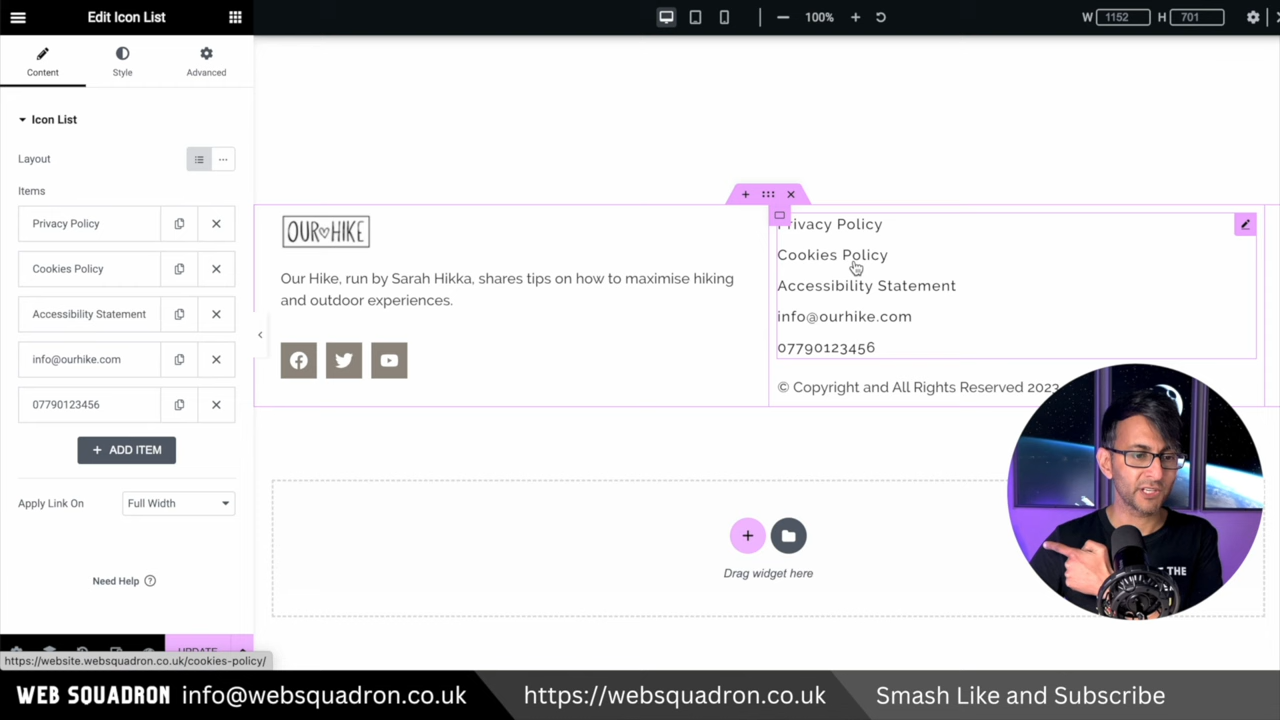 Edit Icon List
100%
W 1152 H 701
Content Style Advanced
Icon List
Layout
Items
Privacy Policy
Cookies Policy
Accessibility Statement
info@ourhike.com
07790123456
+ ADD ITEM
Apply Link On Full Width
Need Help ?
UPDATE
https://website.websquadron.co.uk/cookies-policy/
OUR HIKE
Our Hike, run by Sarah Hikka, shares tips on how to maximise hiking
and outdoor experiences.
Privacy Policy
Cookies Policy
Accessibility Statement
info@ourhike.com
07790123456
© Copyright and All Rights Reserved 2023
Drag widget here
THE
WEB SQUADRON info@websquadron.co.uk https://websquadron.co.uk Smash Like and Subscribe